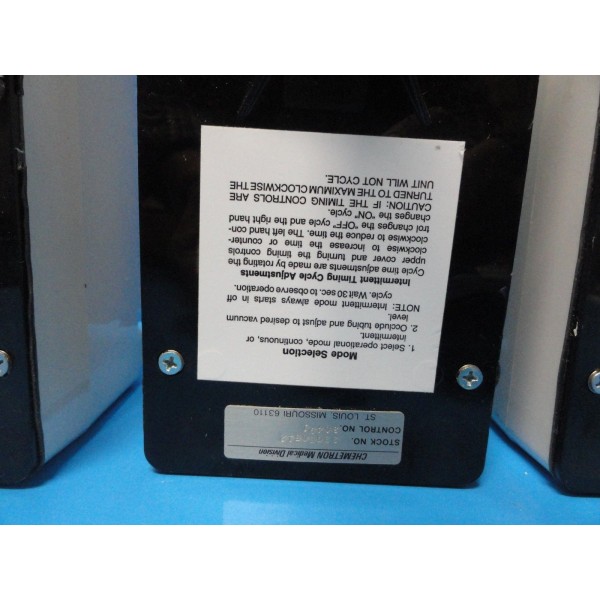 CHEMETRON Medical Division
STOCK NO.
CONTROL NO.
ST. LOUIS, MISSOURI 63110
Mode Selection
1. Select operational mode, continuous, or
intermittent.
2. Occlude tubing and adjust to desired vacuum
level.
NOTE: Intermittent mode always starts in off
cycle. Wait 30 sec. to observe operation.
Intermittent Timing Cycle Adjustments
Cycle time adjustments are made by rotating the
upper cover and turning the timing controls
clockwise to increase the time or counter-
clockwise to reduce the time. The left hand con-
trol changes the "OFF" cycle and the right hand
changes the "ON" cycle.
CAUTION: IF THE TIMING CONTROLS ARE
TURNED TO THE MAXIMUM CLOCKWISE THE
UNIT WILL NOT CYCLE.